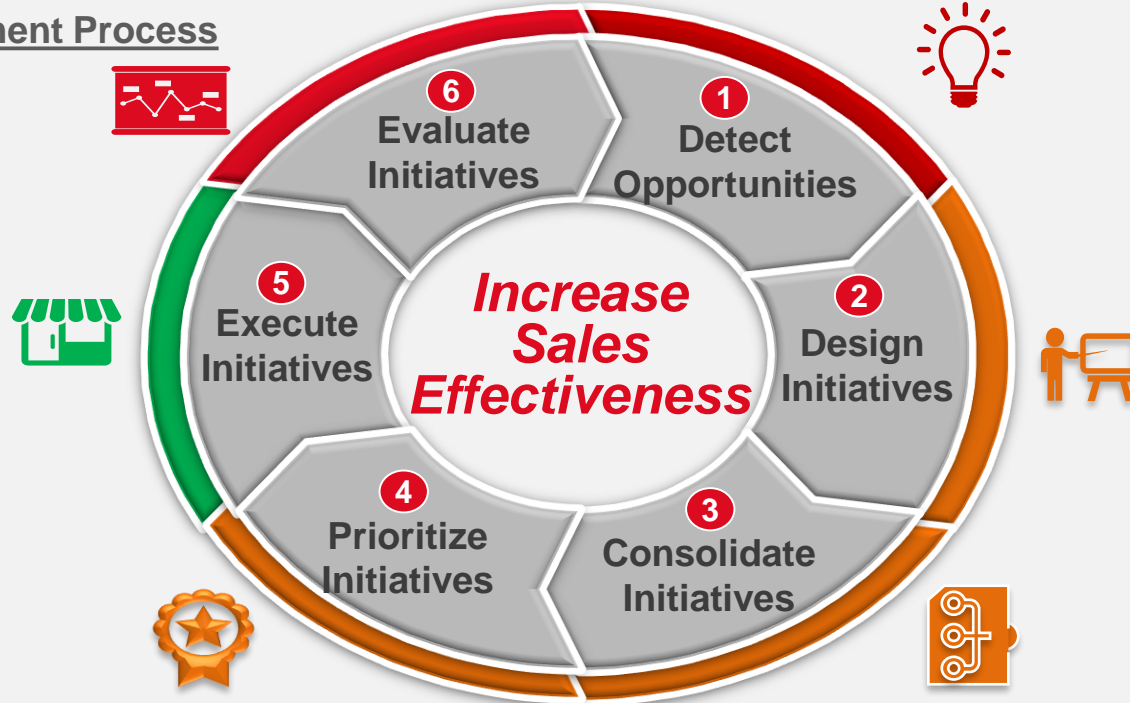 Process
6
Evaluate
Initiatives
1
Detect
Opportunities
5
Execute
Initiatives
Increase
Sales
Effectiveness
2
Design
Initiatives
4
Prioritize
Initiatives
3
Consolidate
Initiatives